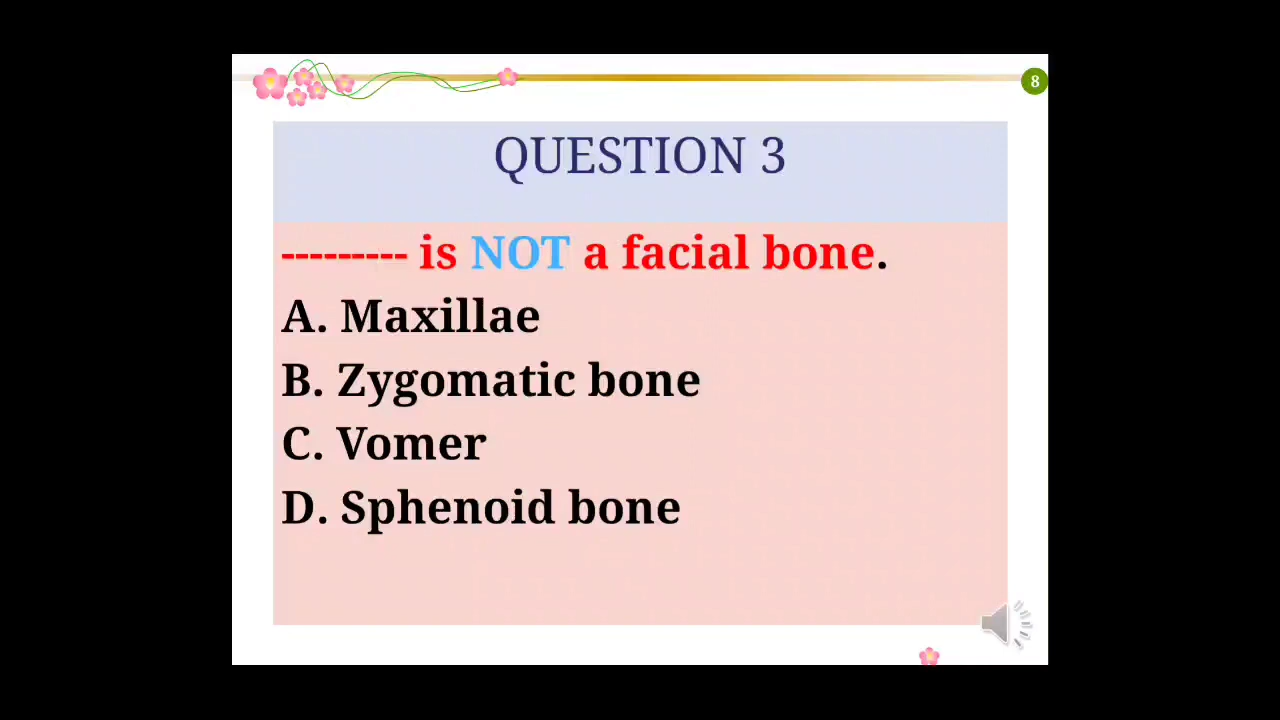 8
QUESTION 3
--------- is NOT a facial bone.
A. Maxillae
B. Zygomatic bone
C. Vomer
D. Sphenoid bone